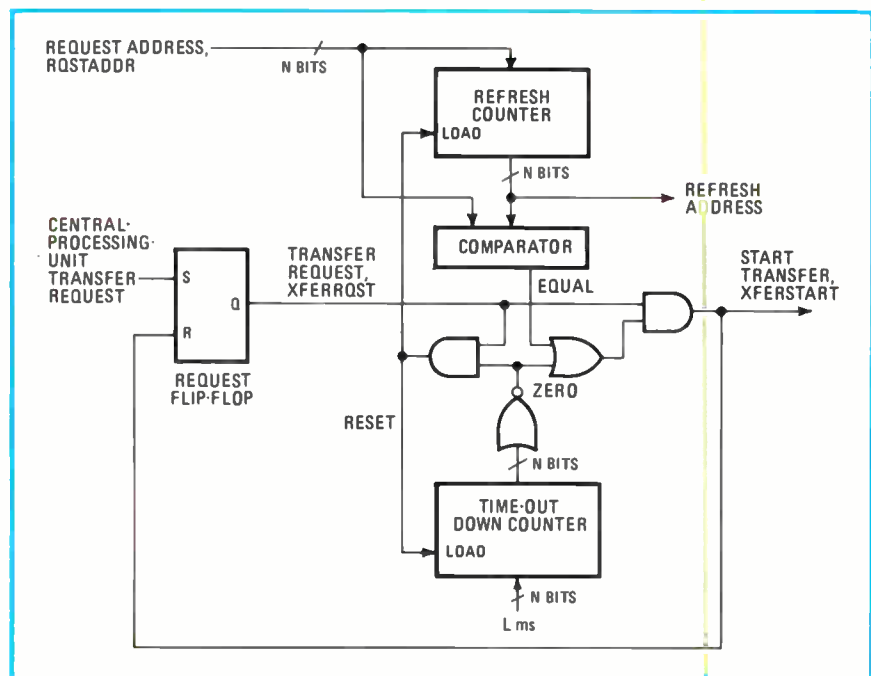 REQUEST ADDRESS,
RQSTADDR
N BITS
REFRESH
COUNTER
LOAD
N BITS
REFRESH
ADDRESS
COMPARATOR
CENTRAL-
PROCESSING-
UNIT
TRANSFER
REQUEST
S
Q
R
REQUEST
FLIP-FLOP
TRANSFER
REQUEST,
XFERRQST
EQUAL
START
TRANSFER,
XFERSTART
ZERO
RESET
N BITS
TIME-OUT
DOWN COUNTER
LOAD
N BITS
L ms